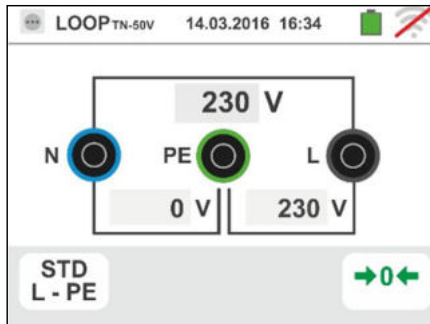 LOOP TN-50V 14.03.2016 16:34
230 V
N PE L
0 V 230 V
STD
L - PE
→0←